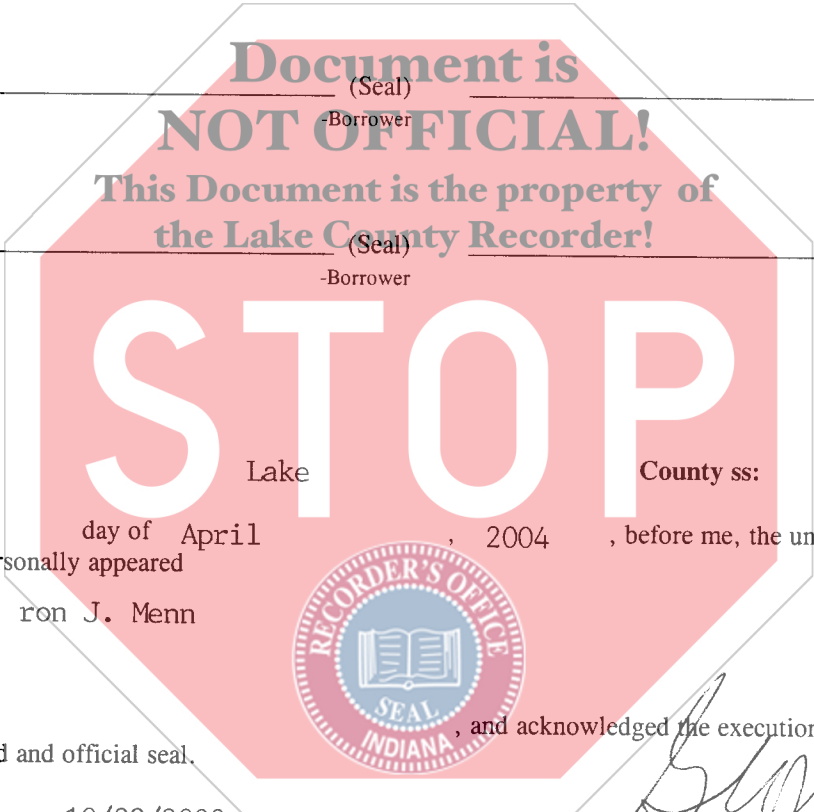 Document is
(Seal)
-Borrower
NOT OFFICIAL!
This Document is the property of
the Lake County Recorder!
(Seal)
-Borrower
STOP
Lake County ss:
day of April , 2004 , before me, the un
rsonally appeared
ron J. Menn
RECORDER'S OFFICE
SEAL
INDIANA
, and acknowledged the execution
d and official seal.